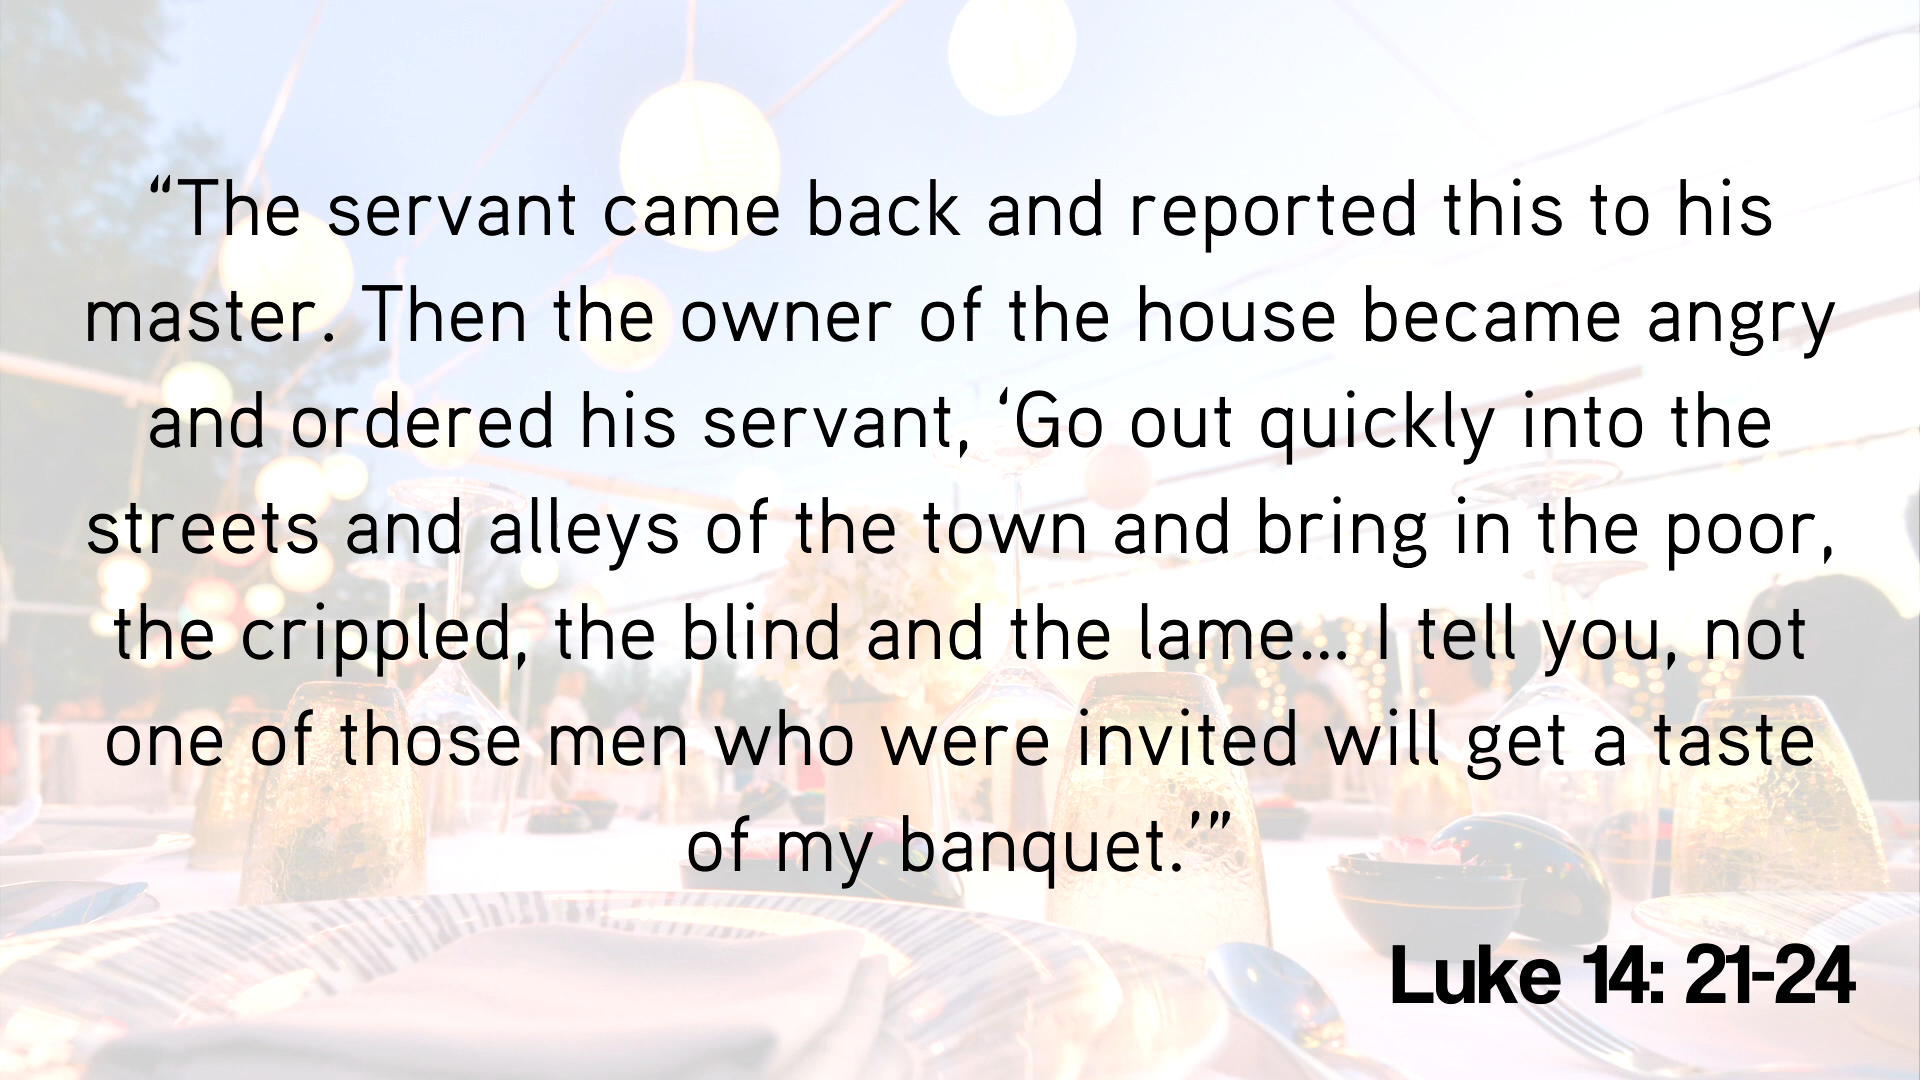 “The servant came back and reported this to his
master. Then the owner of the house became angry
and ordered his servant, ‘Go out quickly into the
streets and alleys of the town and bring in the poor,
the crippled, the blind and the lame... I tell you, not
one of those men who were invited will get a taste
of my banquet.’”
Luke 14: 21-24